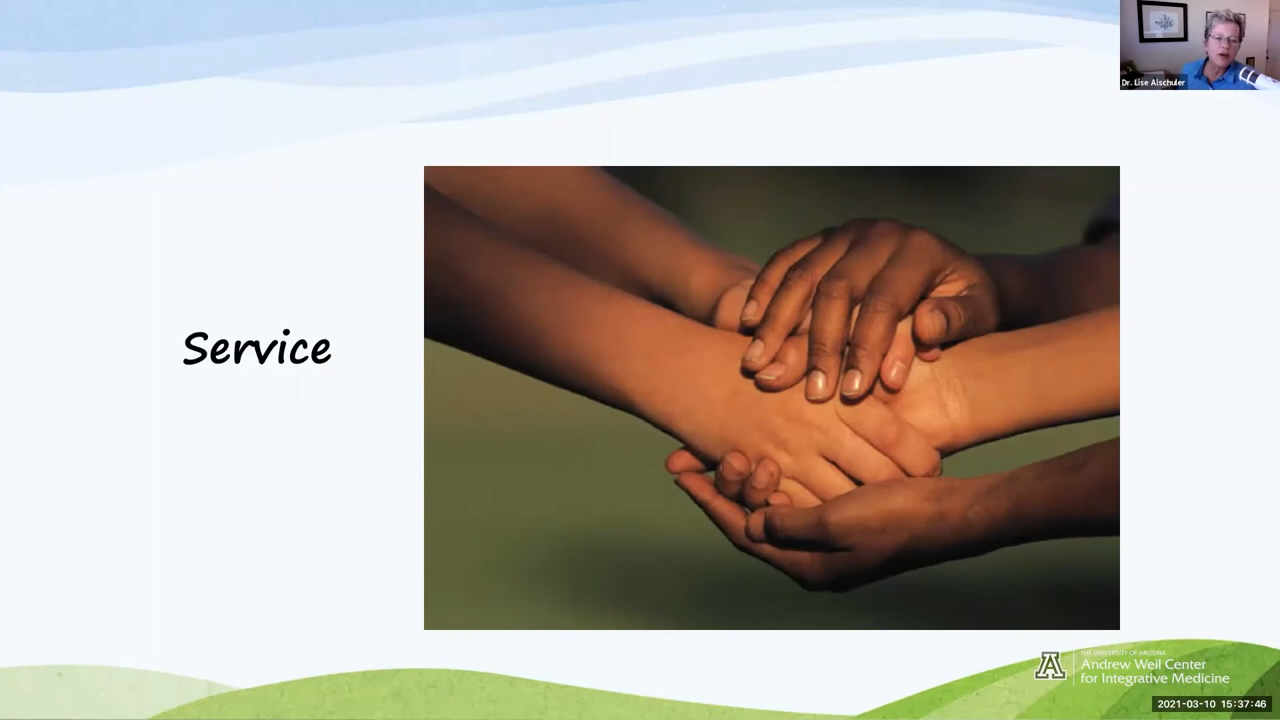 Dr. Lise Alschuler
Service
THE UNIVERSITY OF ARIZONA
Andrew Weil Center
for Integrative Medicine
2021-03-10 15:37:46